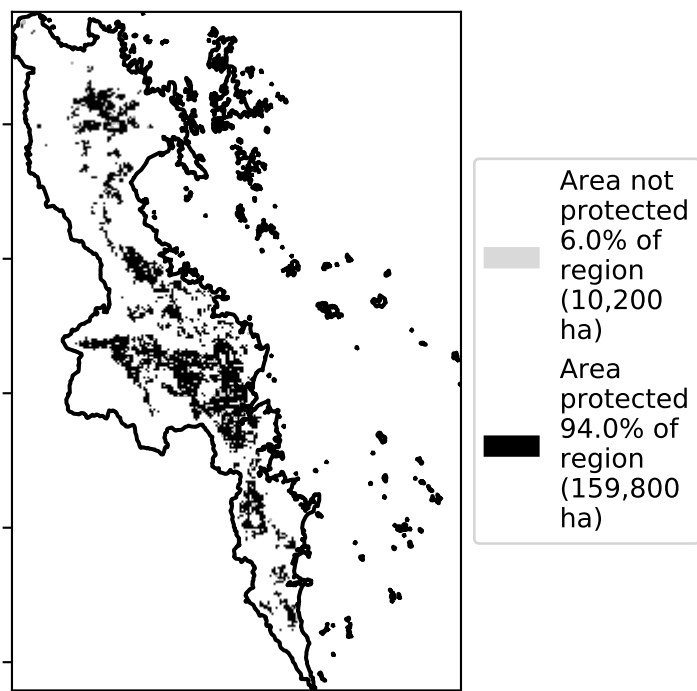 Area not
protected
6.0% of
region
(10,200
ha)
Area
protected
94.0% of
region
(159,800
ha)